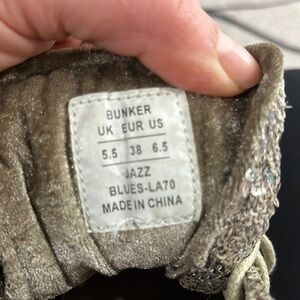 BUNKER
UK EUR US
5.5 38 6.5
JAZZ
BLUES-LA70
MADE IN CHINA